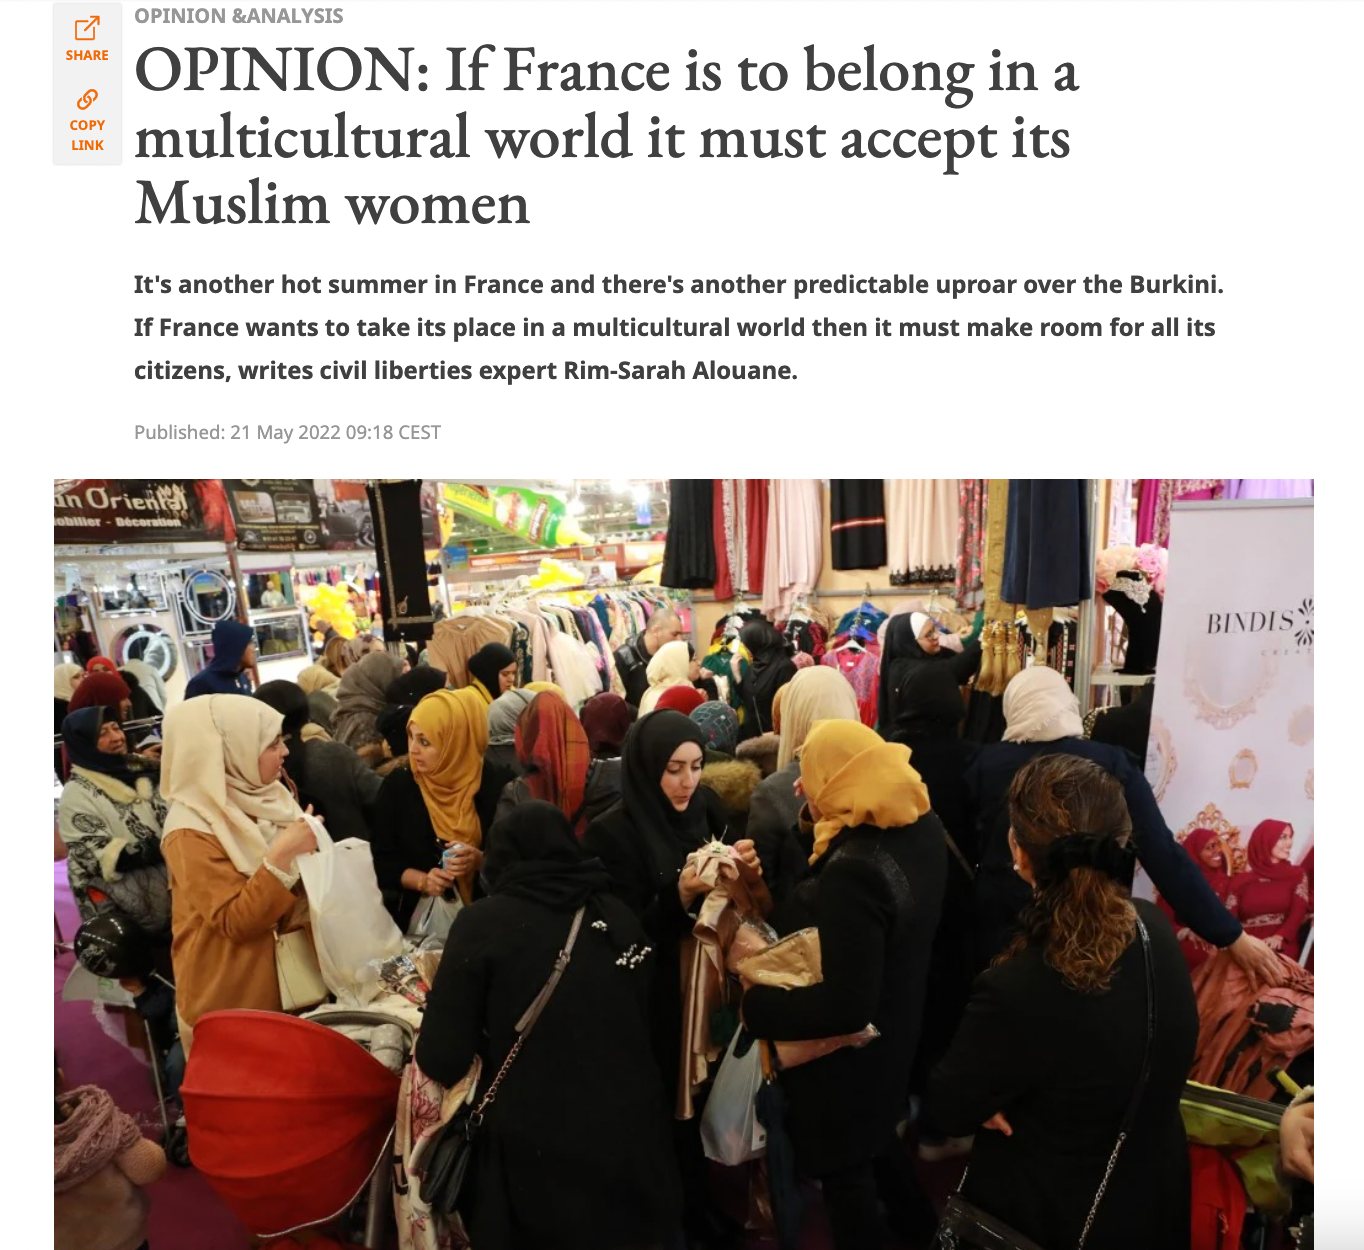 OPINION &ANALYSIS
SHARE
COPY
LINK
OPINION: If France is to belong in a
multicultural world it must accept its
Muslim women
It's another hot summer in France and there's another predictable uproar over the Burkini.
If France wants to take its place in a multicultural world then it must make room for all its
citizens, writes civil liberties expert Rim-Sarah Alouane.
Published: 21 May 2022 09:18 CEST
Oriental
Décoration
BINDIS